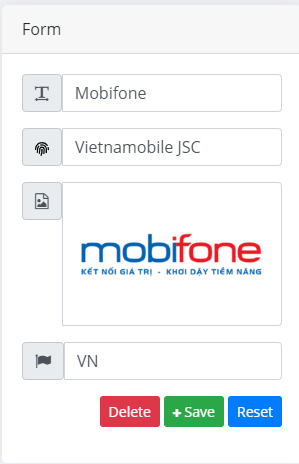 Form
Mobifone
Vietnamobile JSC
mobifone
KẾT NỐI GIÁ TRỊ - KHƠI DẬY TIỀM NĂNG
VN
Delete
+ Save
Reset